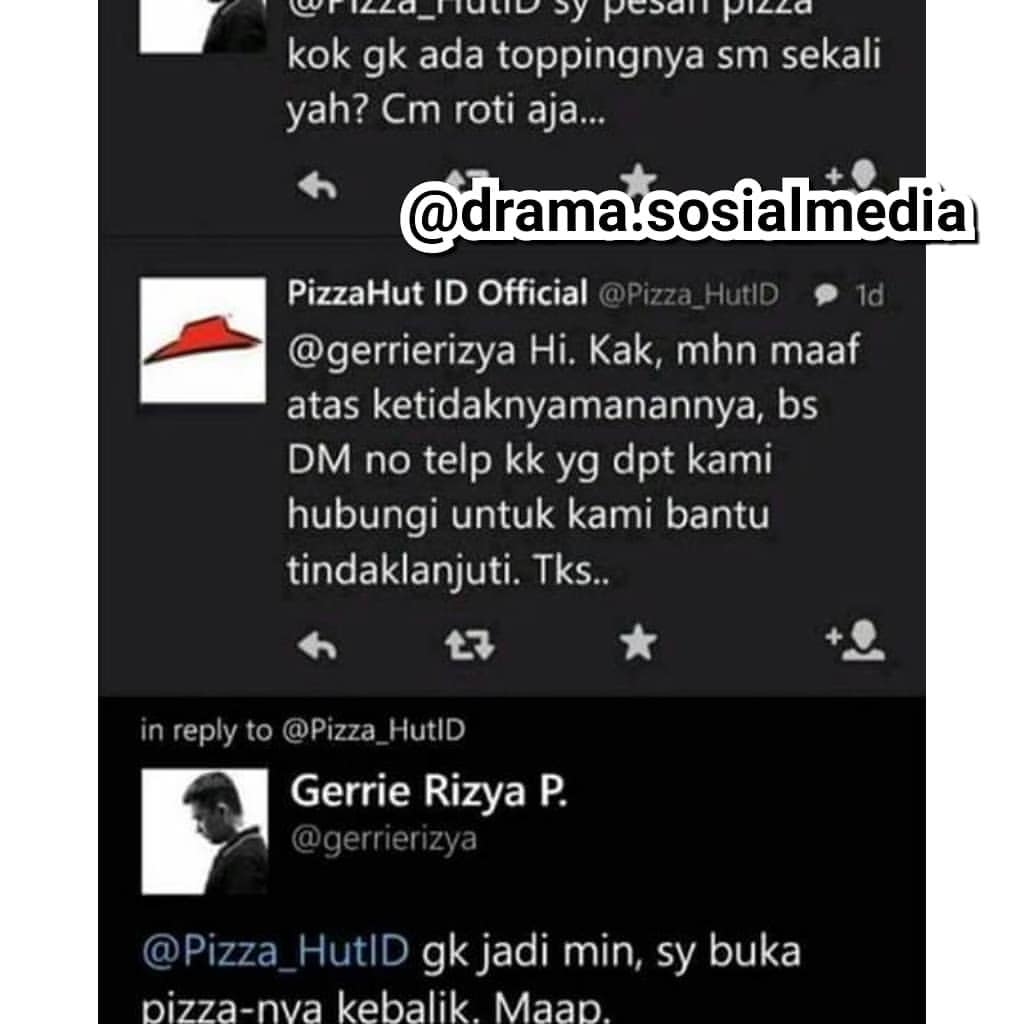 @Pizza_HutID sy pesan pizza
kok gk ada toppingnya sm sekali
yah? Cm roti aja...
@drama.sosialmedia
PizzaHut ID Official @Pizza_HutID 1d
@gerrierizya Hi. Kak, mhn maaf
atas ketidaknyamanannya, bs
DM no telp kk yg dpt kami
hubungi untuk kami bantu
tindaklanjuti. Tks..
in reply to @Pizza_HutID
Gerrie Rizya P.
@gerrierizya
@Pizza_HutID gk jadi min, sy buka
pizza-nya kebalik. Maap.